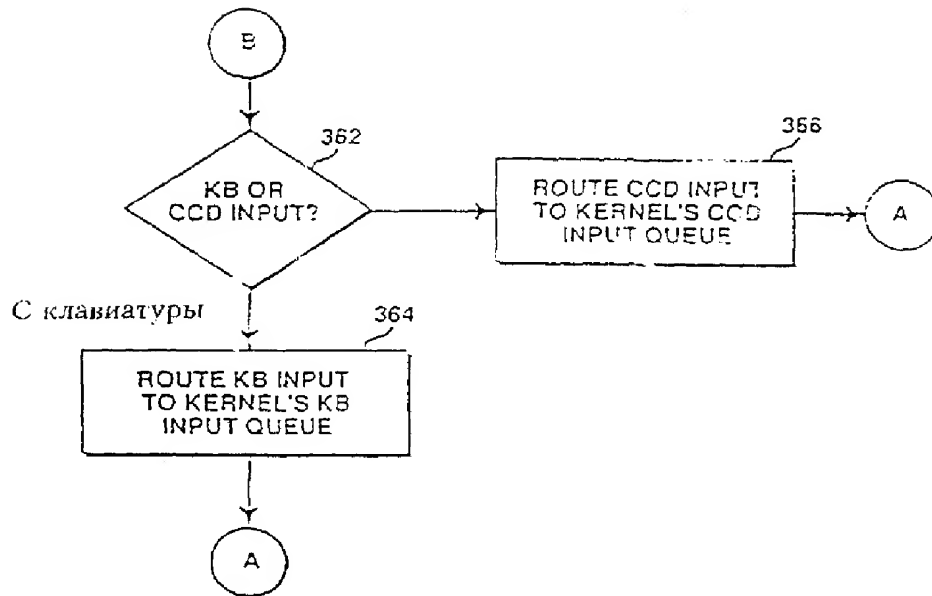 B
362
KB OR
CCD INPUT?
366
ROUTE CCD INPUT
TO KERNEL'S CCD
INPUT QUEUE
A
С клавиатуры
364
ROUTE KB INPUT
TO KERNEL'S KB
INPUT QUEUE
A